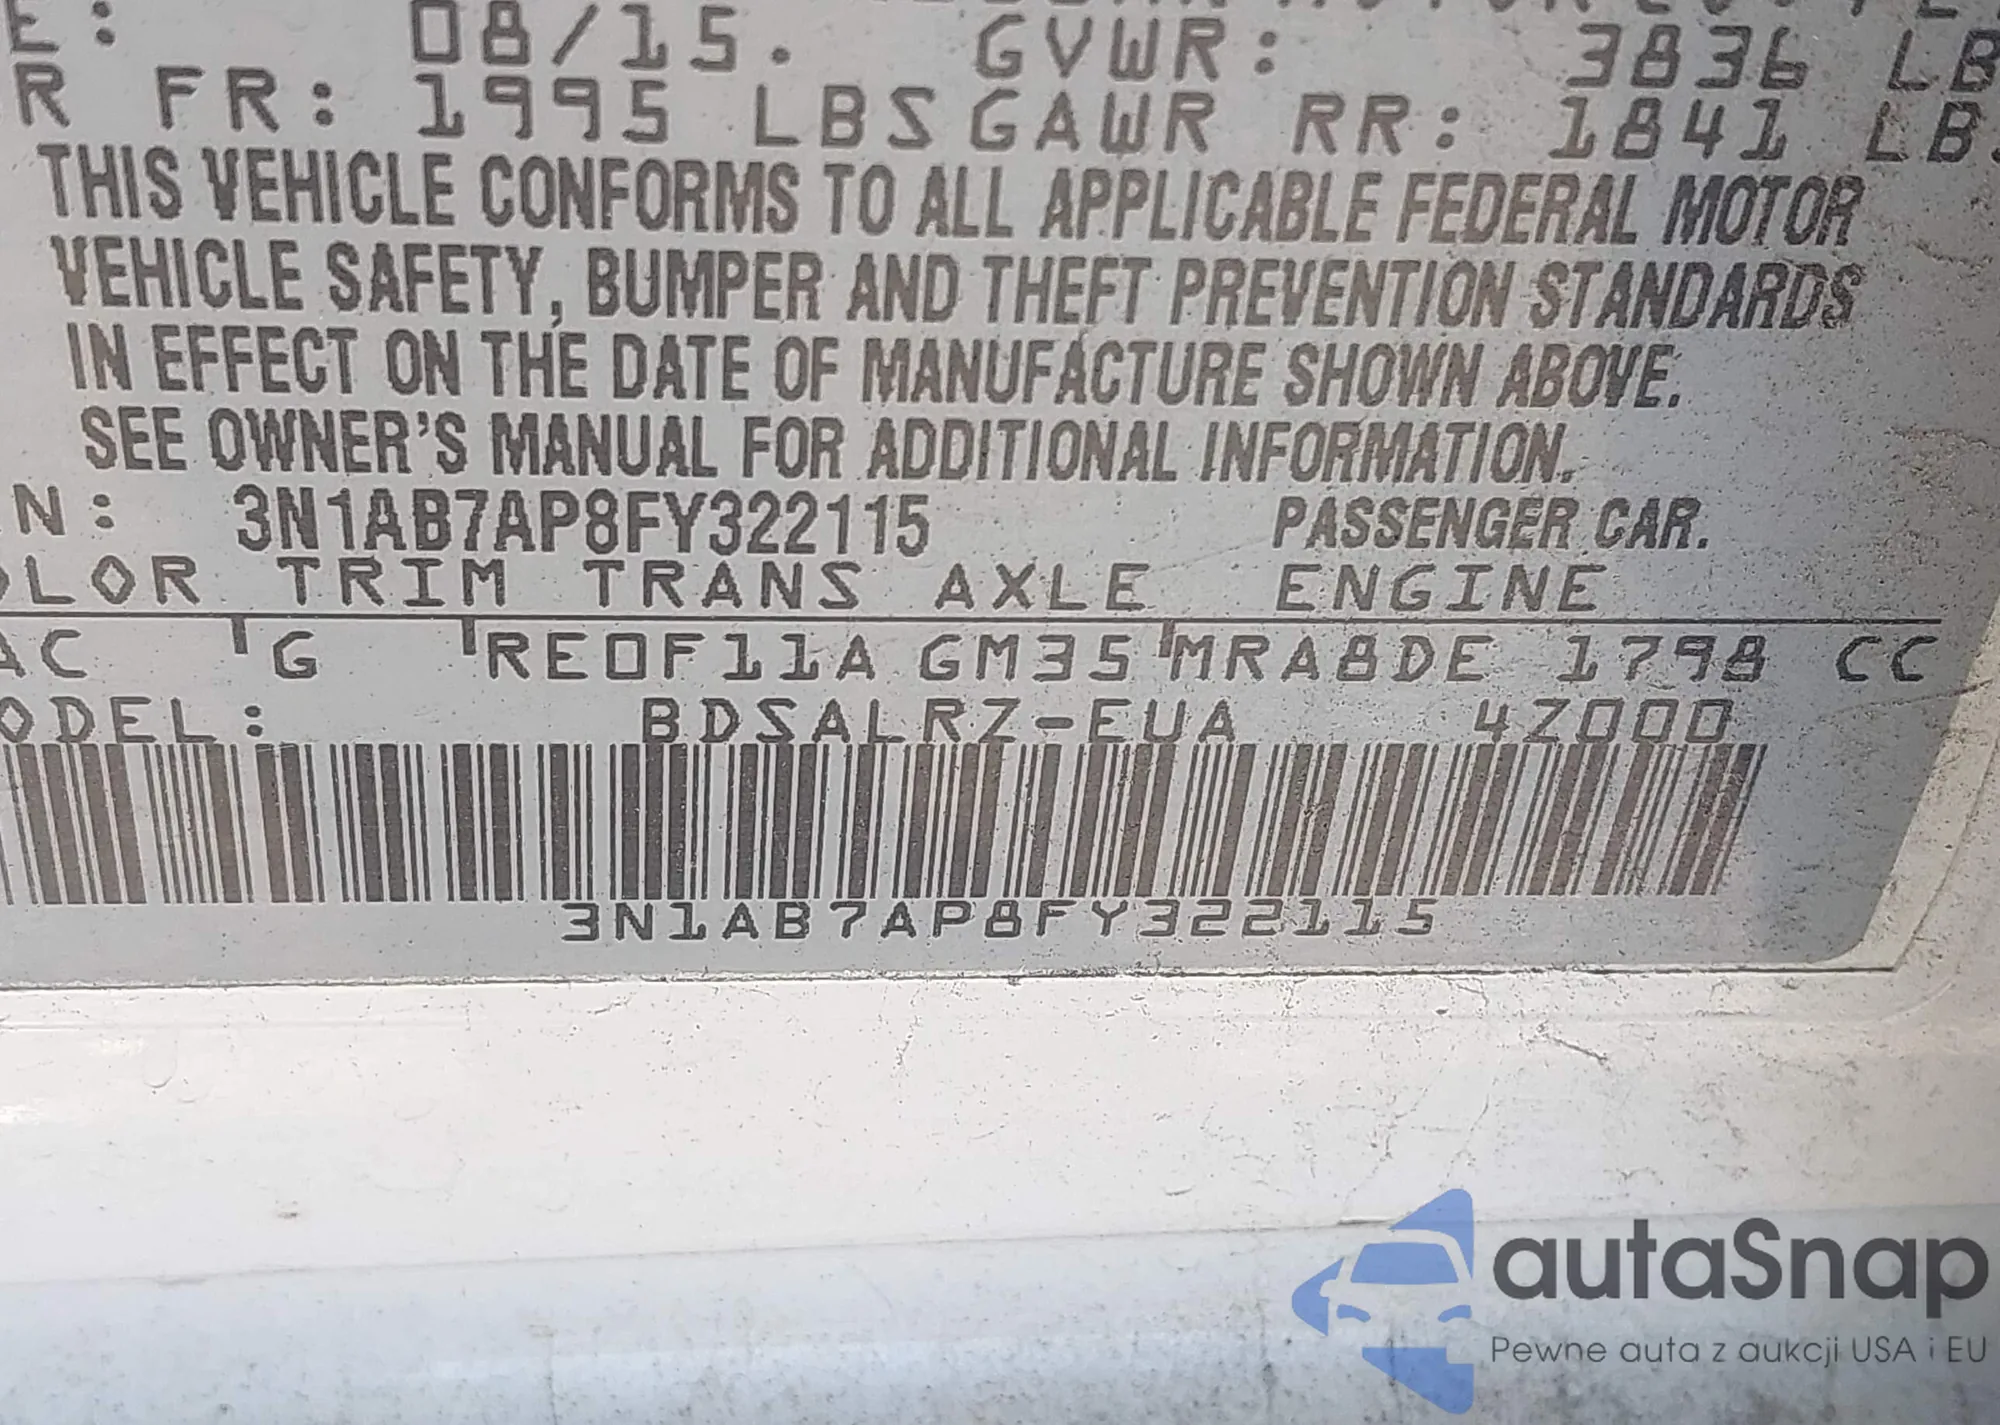 E: 08/15. GVWR: 3836 LB
R FR: 1995 LBS GAWR RR: 1841 LB
THIS VEHICLE CONFORMS TO ALL APPLICABLE FEDERAL MOTOR
VEHICLE SAFETY, BUMPER AND THEFT PREVENTION STANDARDS
IN EFFECT ON THE DATE OF MANUFACTURE SHOWN ABOVE.
SEE OWNER'S MANUAL FOR ADDITIONAL INFORMATION.
N: 3N1AB7AP8FY322115 PASSENGER CAR.
OLOR TRIM TRANS AXLE ENGINE
AC G RE0F11A GM35 MRA8DE 1798 CC
ODEL: BDSALRZ-EUA 4Z000
3N1AB7AP8FY322115
autaSnap
Pewne auta z aukcji USA i EU